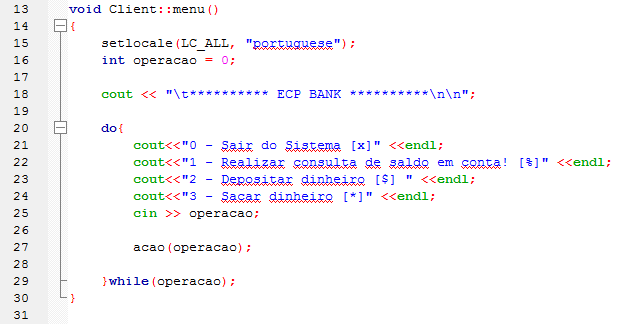 13 void Client::menu()
14 {
15 setlocale(LC_ALL, "portuguese");
16 int operacao = 0;
17
18 cout << "\t********** ECP BANK **********\n\n";
19
20 do{
21 cout<<"0 - Sair do Sistema [x]" <<endl;
22 cout<<"1 - Realizar consulta de saldo em conta! [%]" <<endl;
23 cout<<"2 - Depositar dinheiro [$] " <<endl;
24 cout<<"3 - Sacar dinheiro [*]" <<endl;
25 cin >> operacao;
26
27 acao(operacao);
28
29 }while(operacao);
30 }
31